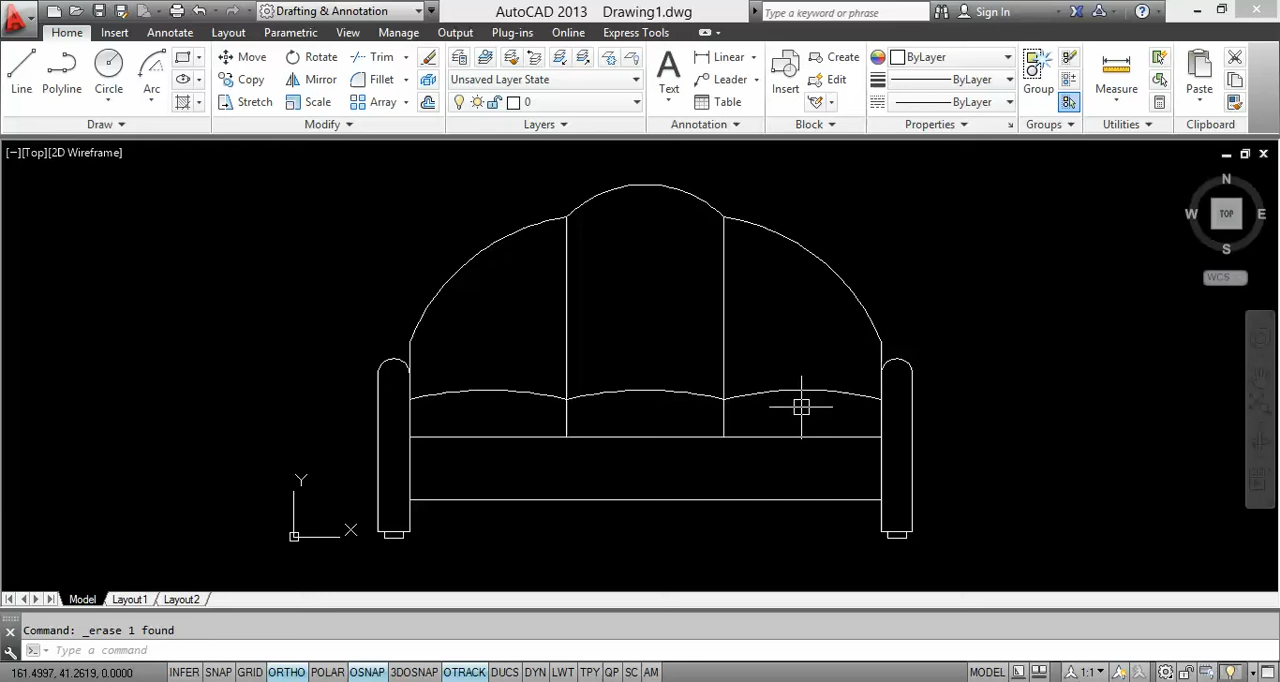 Drafting & Annotation AutoCAD 2013 Drawing1.dwg Type a keyword or phrase Sign In
Home Insert Annotate Layout Parametric View Manage Output Plug-ins Online Express Tools
Line Polyline Circle Arc
Move Rotate Trim
Copy Mirror Fillet
Stretch Scale Array
Unsaved Layer State
0
Text
Linear
Leader
Table
Insert
Create
Edit
ByLayer
ByLayer
ByLayer
Group
Measure
Paste
Draw Modify Layers Annotation Block Properties Groups Utilities Clipboard
[−][Top][2D Wireframe]
N
W TOP E
S
WCS
Y
X
Model Layout1 Layout2
Command: _erase 1 found
Type a command
161.4997, 41.2619, 0.0000 INFER SNAP GRID ORTHO POLAR OSNAP 3DOSNAP OTRACK DUCS DYN LWT TPY QP SC AM MODEL 1:1